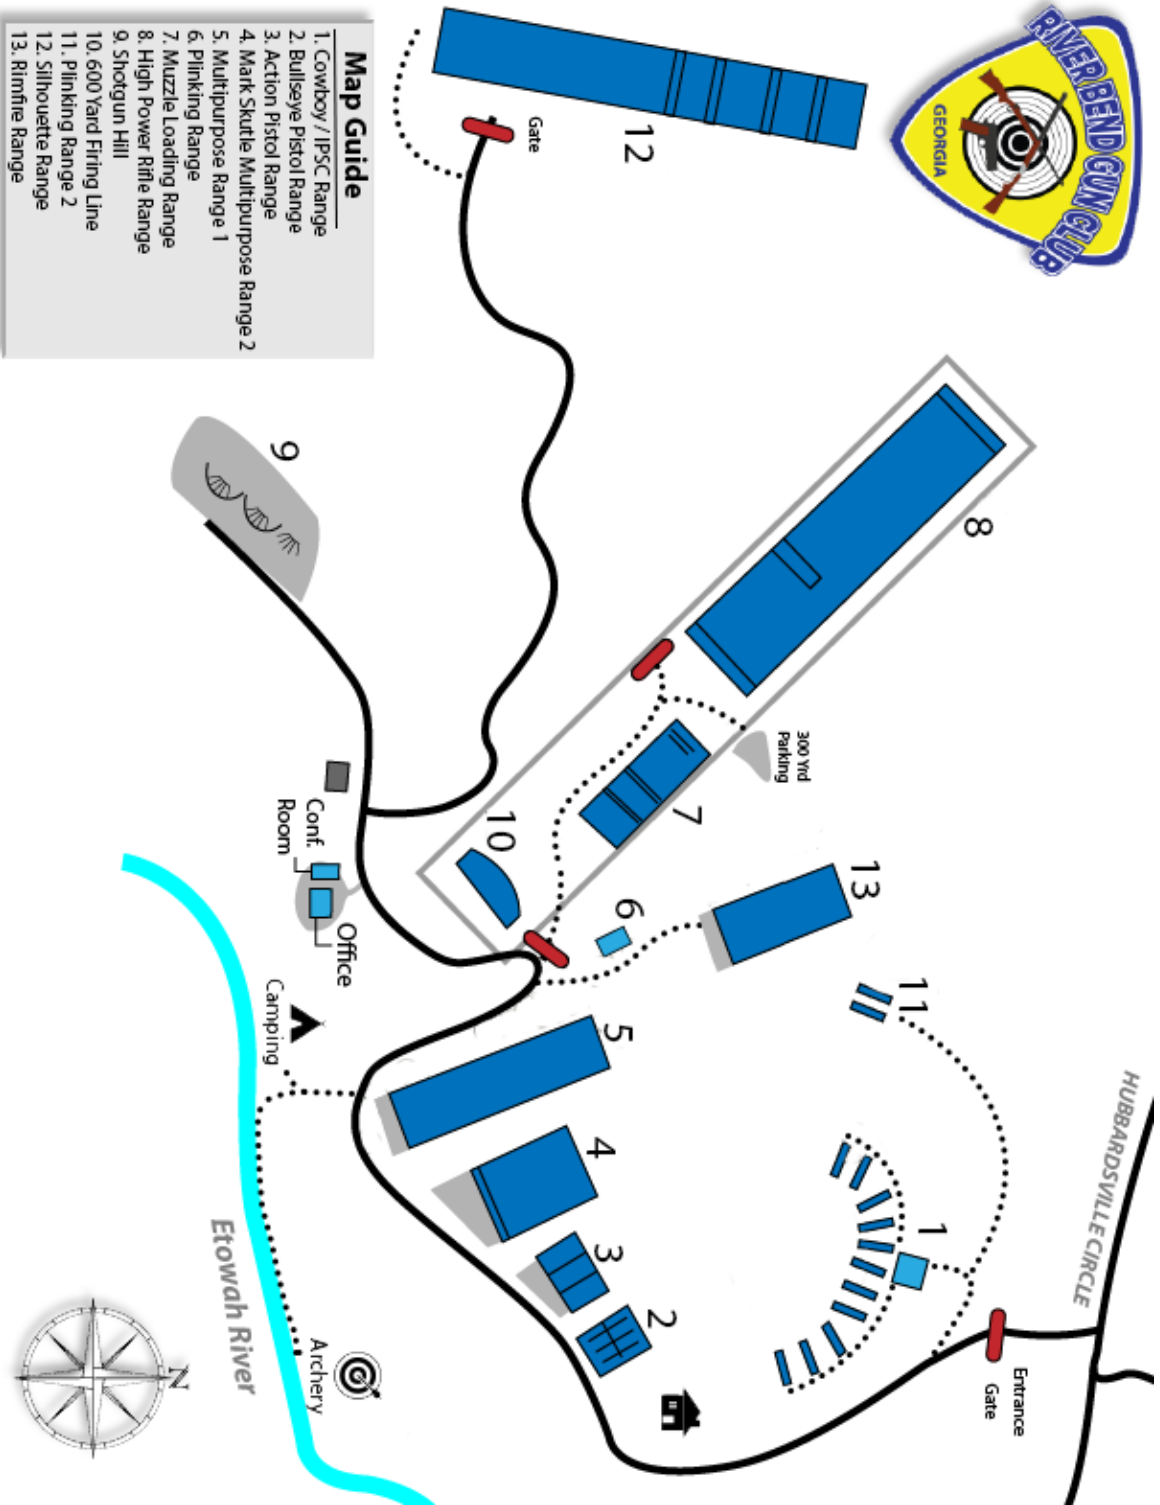 RIVER BEND GUN CLUB
GEORGIA
HUBBARDSVILLE CIRCLE
Entrance
Gate
1
11
13
8
300 Yrd
Parking
7
6
10
12
Gate
5
4
3
2
9
Conf.
Room
Office
Camping
Archery
Etowah River
N
Map Guide
1. Cowboy / IPSC Range
2. Bullseye Pistol Range
3. Action Pistol Range
4. Mark Skutle Multipurpose Range 2
5. Multipurpose Range 1
6. Plinking Range
7. Muzzle Loading Range
8. High Power Rifle Range
9. Shotgun Hill
10. 600 Yard Firing Line
11. Plinking Range 2
12. Silhouette Range
13. Rimfire Range